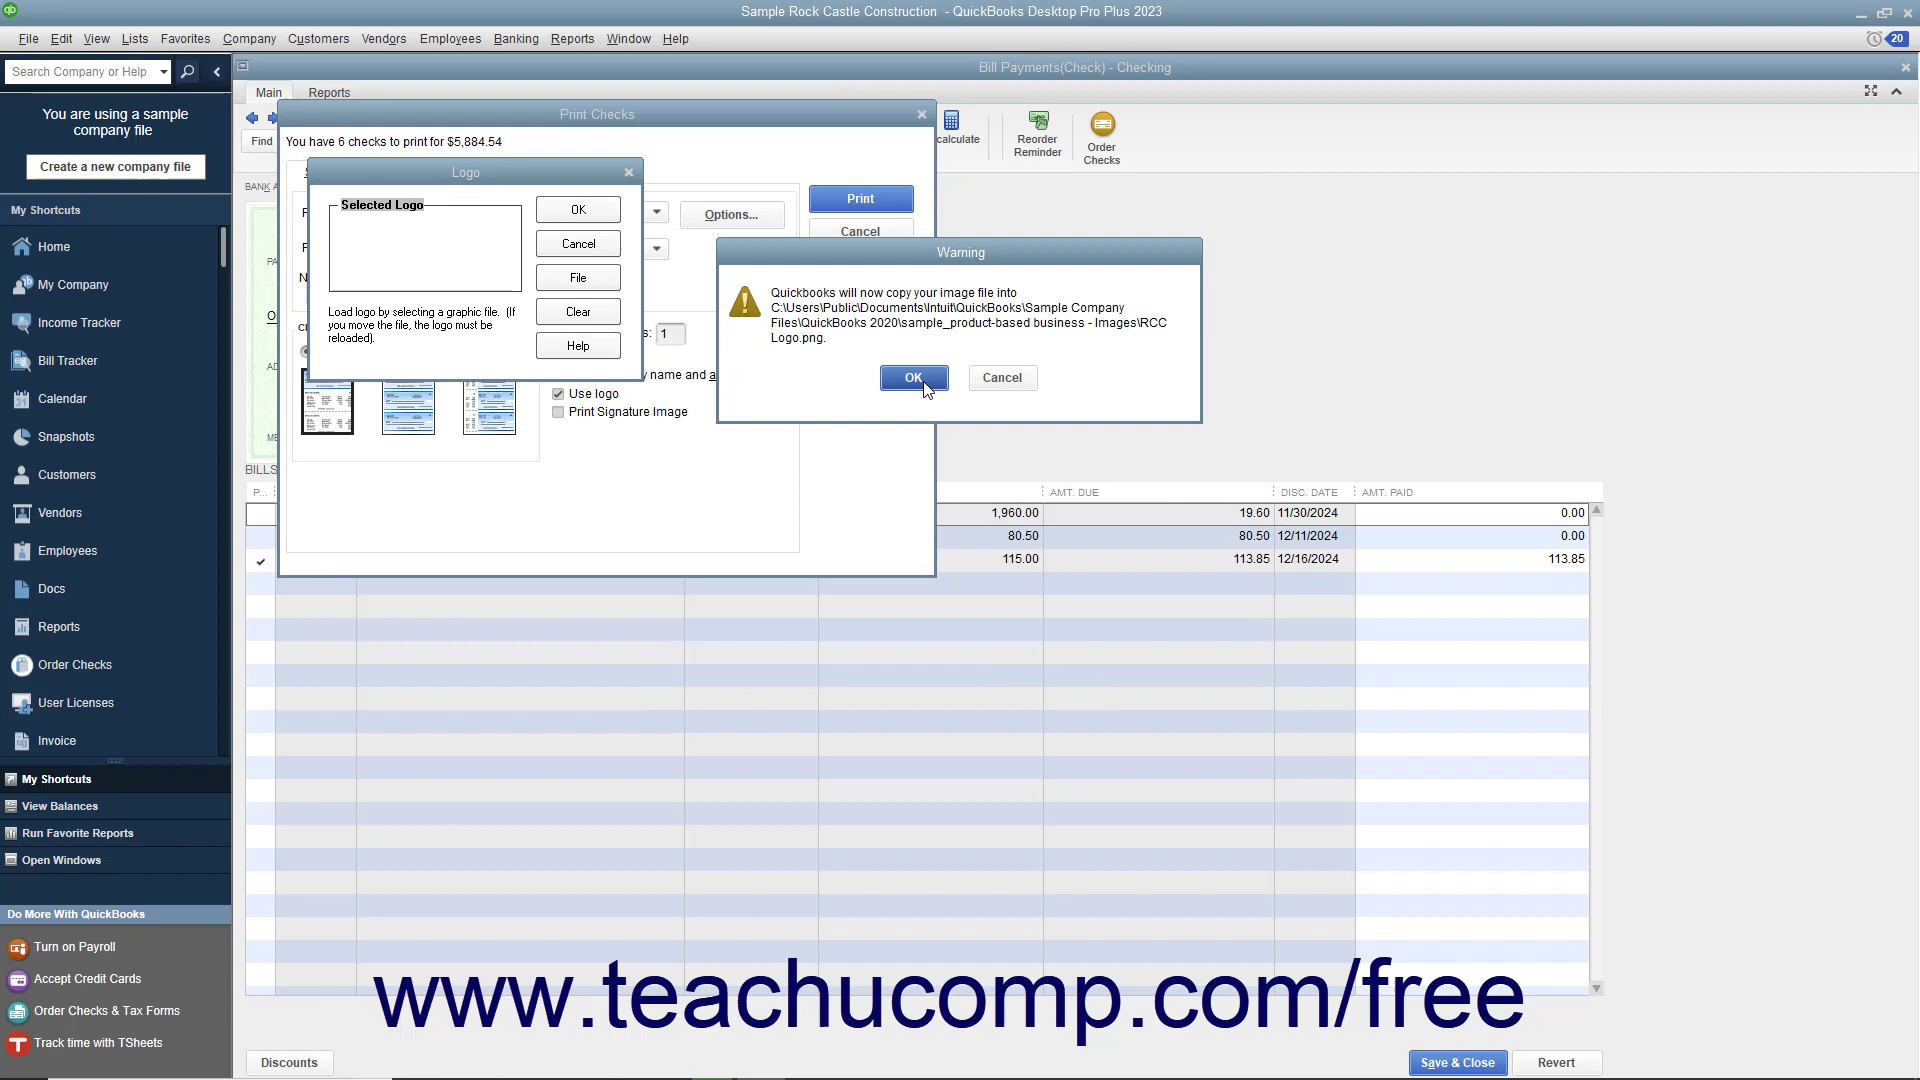 Sample Rock Castle Construction - QuickBooks Desktop Pro Plus 2023
File Edit View Lists Favorites Company Customers Vendors Employees Banking Reports Window Help
20
Search Company or Help
Bill Payments(Check) - Checking
Main Reports
You are using a sample
company file
Create a new company file
Find
Print Checks
You have 6 checks to print for $5,884.54
calculate
Reorder
Reminder
Order
Checks
BANK A
Logo
Selected Logo
OK
Cancel
File
Clear
Help
Load logo by selecting a graphic file. (If
you move the file, the logo must be
reloaded).
Options...
Print
Cancel
1
name and a
Use logo
Print Signature Image
Warning
Quickbooks will now copy your image file into
C:\Users\Public\Documents\Intuit\QuickBooks\Sample Company
Files\QuickBooks 2020\sample_product-based business - Images\RCC
Logo.png.
OK Cancel
My Shortcuts
Home
My Company
Income Tracker
Bill Tracker
Calendar
Snapshots
Customers
Vendors
Employees
Docs
Reports
Order Checks
User Licenses
Invoice
My Shortcuts
View Balances
Run Favorite Reports
Open Windows
Do More With QuickBooks
Turn on Payroll
Accept Credit Cards
Order Checks & Tax Forms
Track time with TSheets
BILLS
P... AMT. DUE DISC. DATE AMT. PAID
1,960.00 19.60 11/30/2024 0.00
80.50 80.50 12/11/2024 0.00
115.00 113.85 12/16/2024 113.85
www.teachucomp.com/free
Discounts
Save & Close Revert